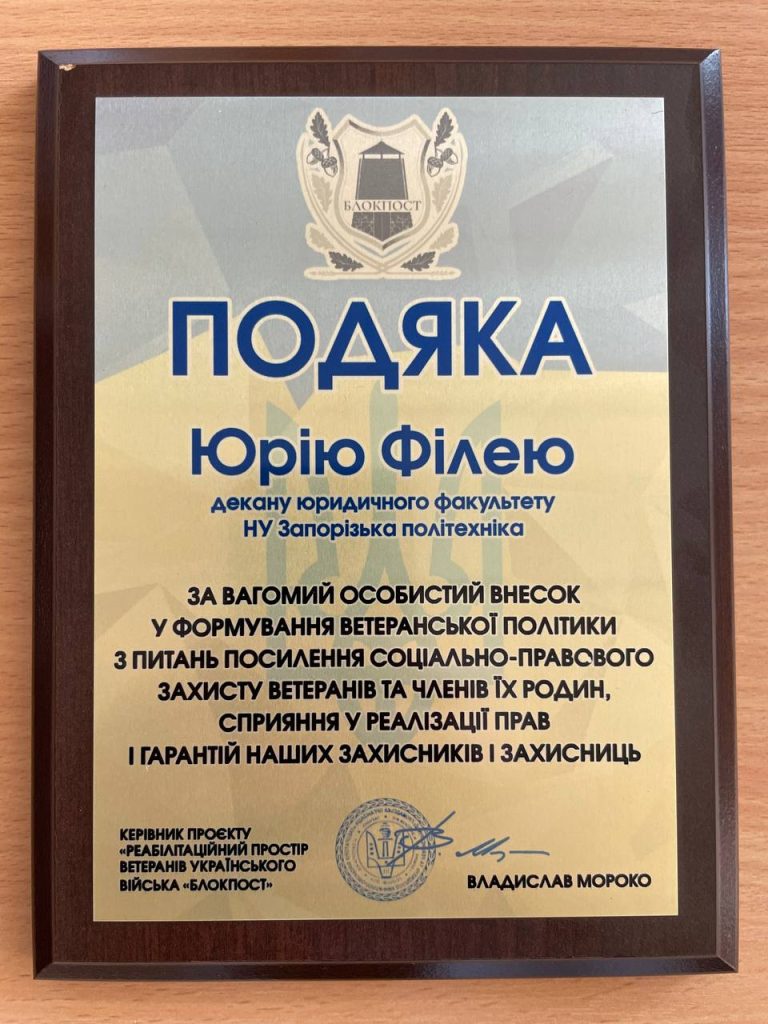 БЛОКПОСТ
ПОДЯКА
Юрію Філею
декану юридичного факультету
НУ Запорізька політехніка
ЗА ВАГОМИЙ ОСОБИСТИЙ ВНЕСОК
У ФОРМУВАННЯ ВЕТЕРАНСЬКОЇ ПОЛІТИКИ
З ПИТАНЬ ПОСИЛЕННЯ СОЦІАЛЬНО-ПРАВОВОГО
ЗАХИСТУ ВЕТЕРАНІВ ТА ЧЛЕНІВ ЇХ РОДИН,
СПРИЯННЯ У РЕАЛІЗАЦІЇ ПРАВ
І ГАРАНТІЙ НАШИХ ЗАХИСНИКІВ І ЗАХИСНИЦЬ
КЕРІВНИК ПРОЄКТУ
«РЕАБІЛІТАЦІЙНИЙ ПРОСТІР
ВЕТЕРАНІВ УКРАЇНСЬКОГО
ВІЙСЬКА «БЛОКПОСТ»
ВЛАДИСЛАВ МОРОКО